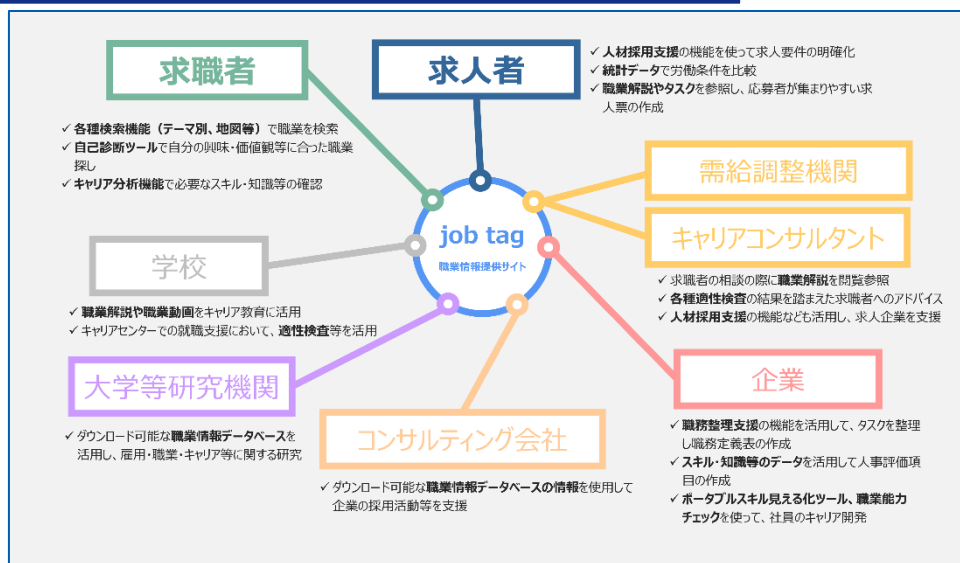 求職者
✓ 各種検索機能（テーマ別、地図等）で職業を検索
✓ 自己診断ツールで自分の興味・価値観等に合った職業
探し
✓ キャリア分析機能で必要なスキル・知識等の確認
求人者
✓ 人材採用支援の機能を使って求人要件の明確化
✓ 統計データで労働条件を比較
✓ 職業解説やタスクを参照し、応募者が集まりやすい求
人票の作成
需給調整機関
キャリアコンサルタント
✓ 求職者の相談の際に職業解説を閲覧参照
✓ 各種適性検査の結果を踏まえた求職者へのアドバイス
✓ 人材採用支援の機能なども活用し、求人企業を支援
job tag
職業情報提供サイト
学校
✓ 職業解説や職業動画をキャリア教育に活用
✓ キャリアセンターでの就職支援において、適性検査等を活用
大学等研究機関
✓ ダウンロード可能な職業情報データベースを
活用し、雇用・職業・キャリア等に関する研究
コンサルティング会社
✓ ダウンロード可能な職業情報データベースの情報を使用して
企業の採用活動等を支援
企業
✓ 職務整理支援の機能を活用して、タスクを整理
し職務定義表の作成
✓ スキル・知識等のデータを活用して人事評価項
目の作成
✓ ポータブルスキル見える化ツール、職業能力
チェックを使って、社員のキャリア開発